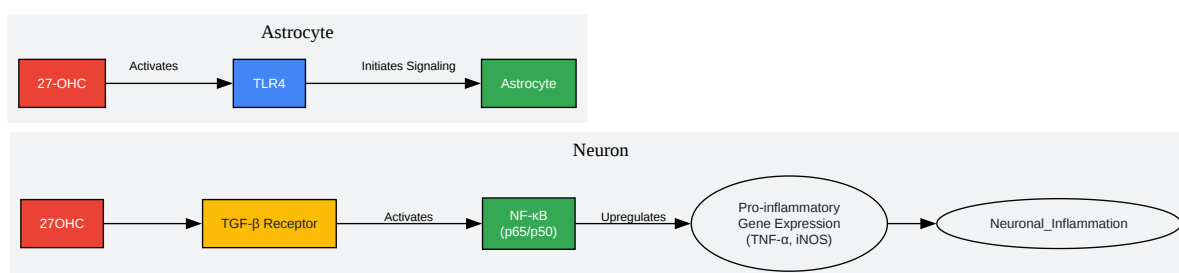 Astrocyte
27-OHC
Activates
TLR4
Initiates Signaling
Astrocyte
Neuron
27OHC
TGF-β Receptor
Activates
NF-κB
(p65/p50)
Upregulates
Pro-inflammatory
Gene Expression
(TNF-α, iNOS)
Neuronal_Inflammation